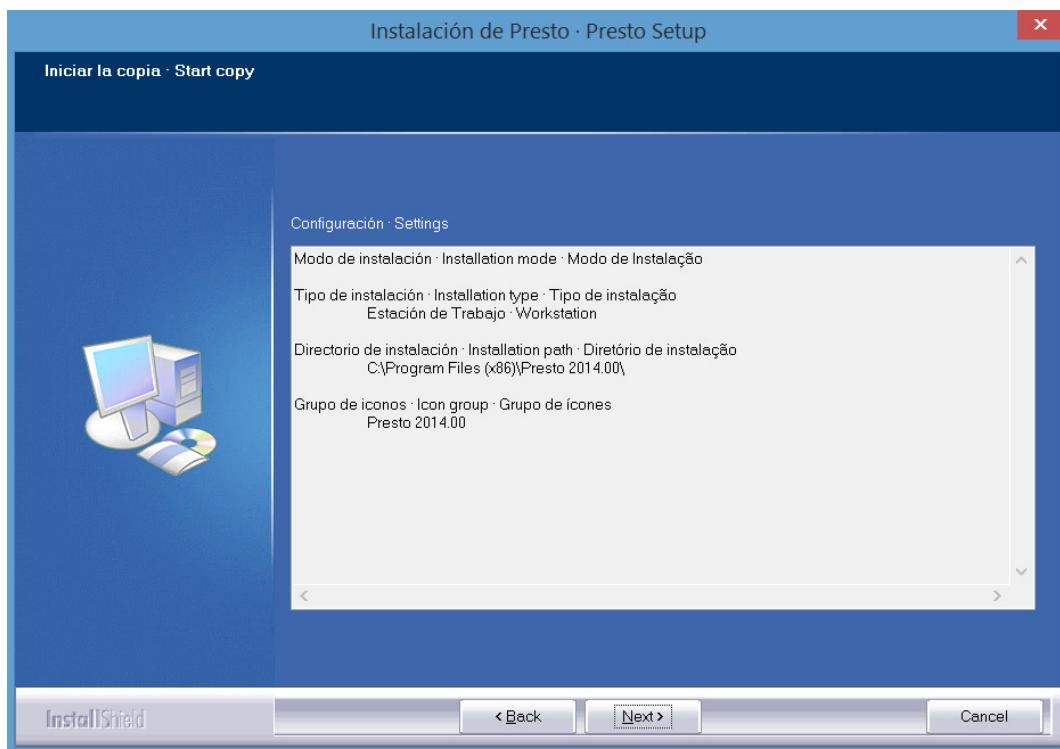 Instalación de Presto · Presto Setup
Iniciar la copia · Start copy
Configuración · Settings
Modo de instalación · Installation mode · Modo de Instalação
Tipo de instalación · Installation type · Tipo de instalação
Estación de Trabajo · Workstation
Directorio de instalación · Installation path · Diretório de instalação
C:\Program Files (x86)\Presto 2014.00\
Grupo de iconos · Icon group · Grupo de ícones
Presto 2014.00
InstallShield
< Back
Next >
Cancel